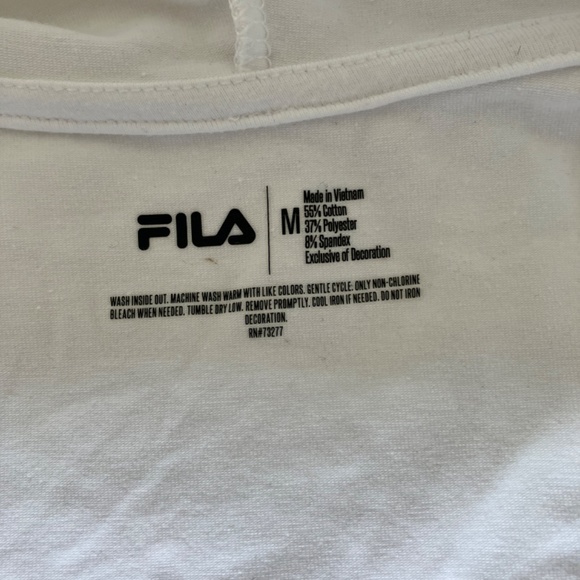 FILA
M
Made in Vietnam
55% Cotton
37% Polyester
8% Spandex
Exclusive of Decoration
WASH INSIDE OUT. MACHINE WASH WARM WITH LIKE COLORS. GENTLE CYCLE: ONLY NON-CHLORINE
BLEACH WHEN NEEDED. TUMBLE DRY LOW. REMOVE PROMPTLY. COOL IRON IF NEEDED. DO NOT IRON
DECORATION.
RN#73277